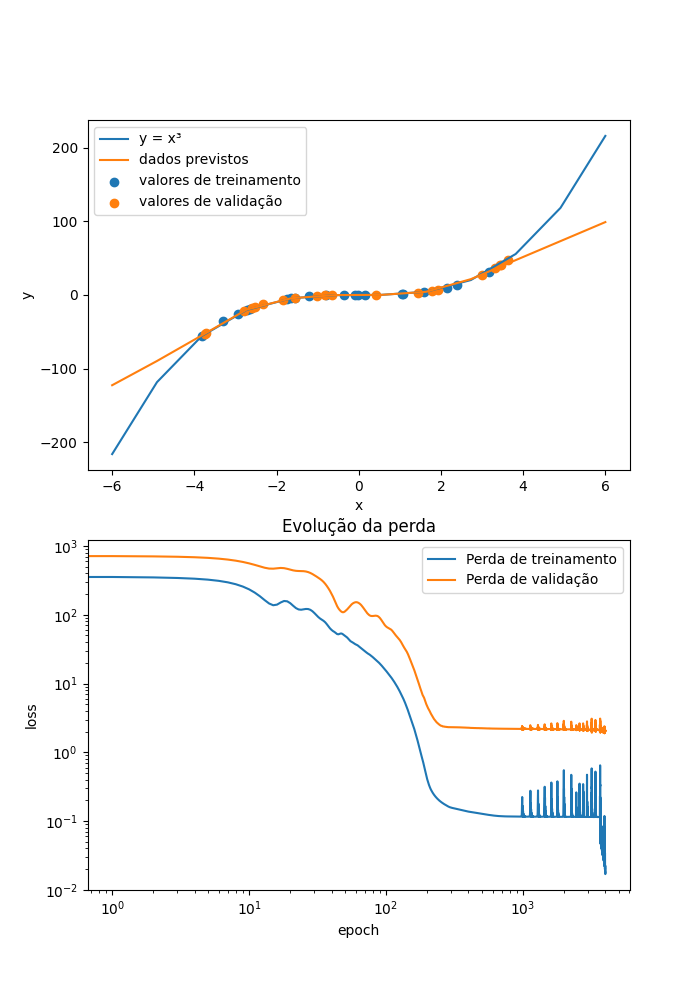 y = x³
dados previstos
valores de treinamento
valores de validação
200
100
0
−100
−200
y
−6
−4
−2
0
2
4
6
x
Evolução da perda
Perda de treinamento
Perda de validação
10³
10²
10¹
10⁰
10⁻¹
10⁻²
loss
10⁰
10¹
10²
10³
epoch